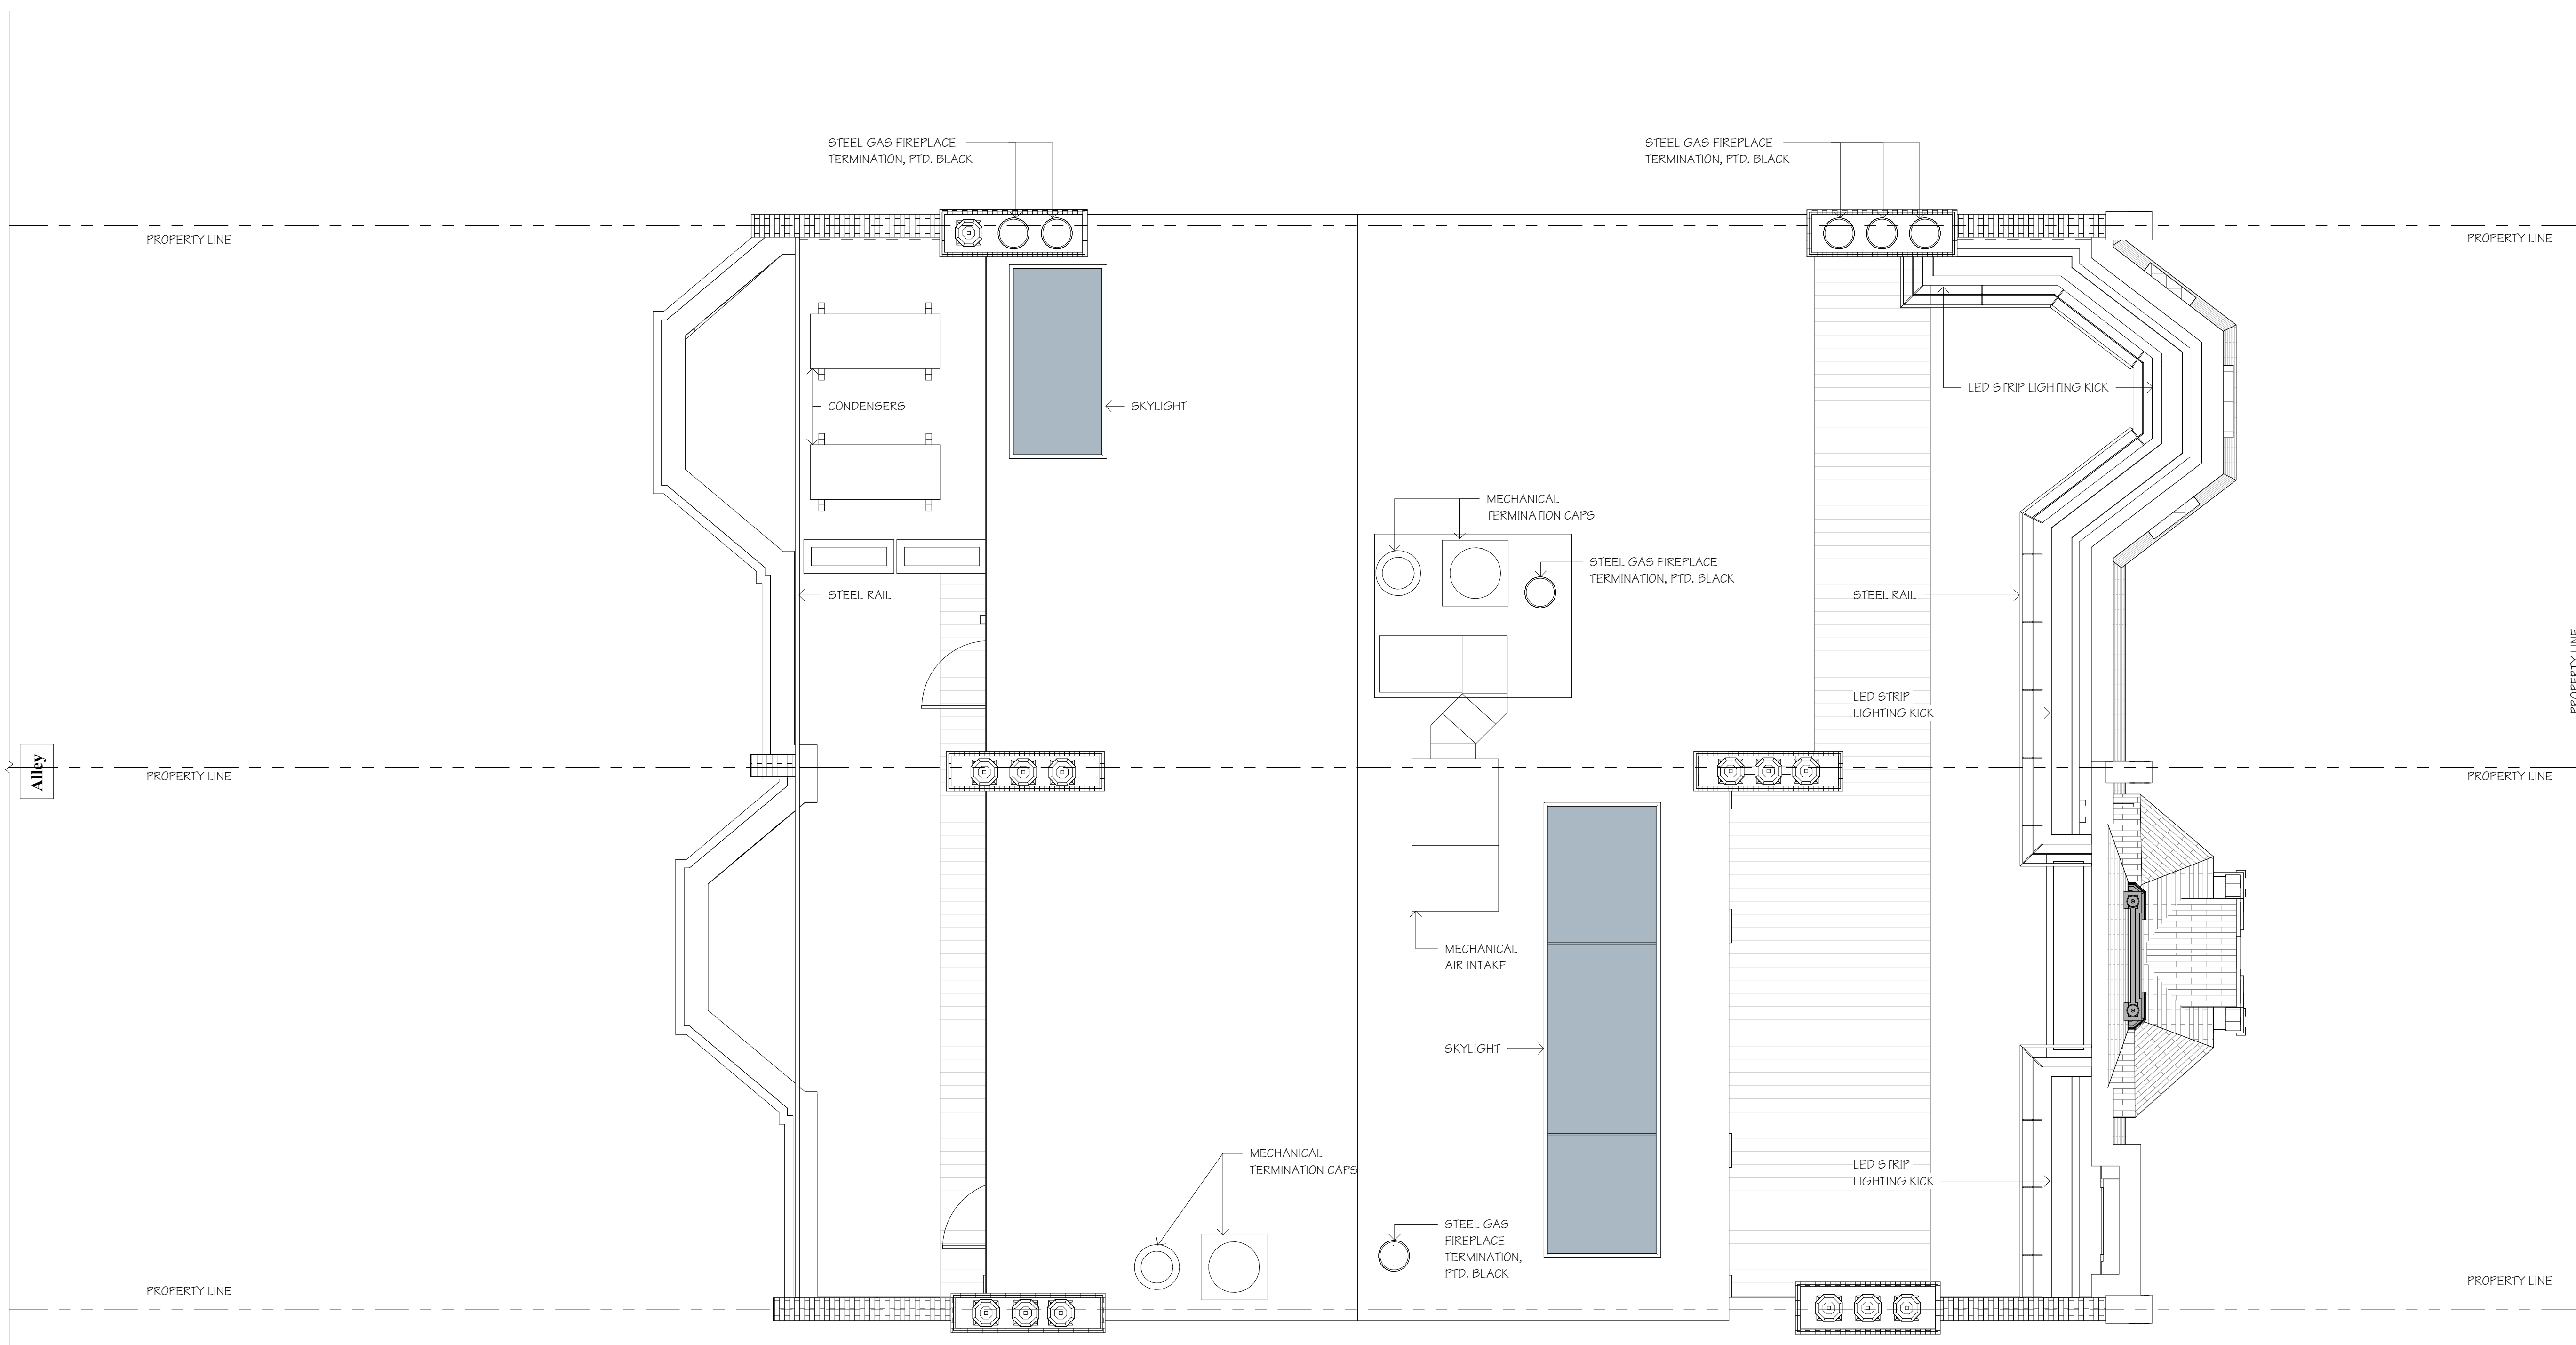 STEEL GAS FIREPLACE
TERMINATION, PTD. BLACK
STEEL GAS FIREPLACE
TERMINATION, PTD. BLACK
PROPERTY LINE
PROPERTY LINE
LED STRIP LIGHTING KICK
CONDENSERS
SKYLIGHT
MECHANICAL
TERMINATION CAPS
STEEL GAS FIREPLACE
TERMINATION, PTD. BLACK
STEEL RAIL
STEEL RAIL
PROPERTY LINE
LED STRIP
LIGHTING KICK
Alley
PROPERTY LINE
PROPERTY LINE
MECHANICAL
AIR INTAKE
SKYLIGHT
MECHANICAL
TERMINATION CAPS
LED STRIP
LIGHTING KICK
STEEL GAS
FIREPLACE
TERMINATION,
PTD. BLACK
PROPERTY LINE
PROPERTY LINE